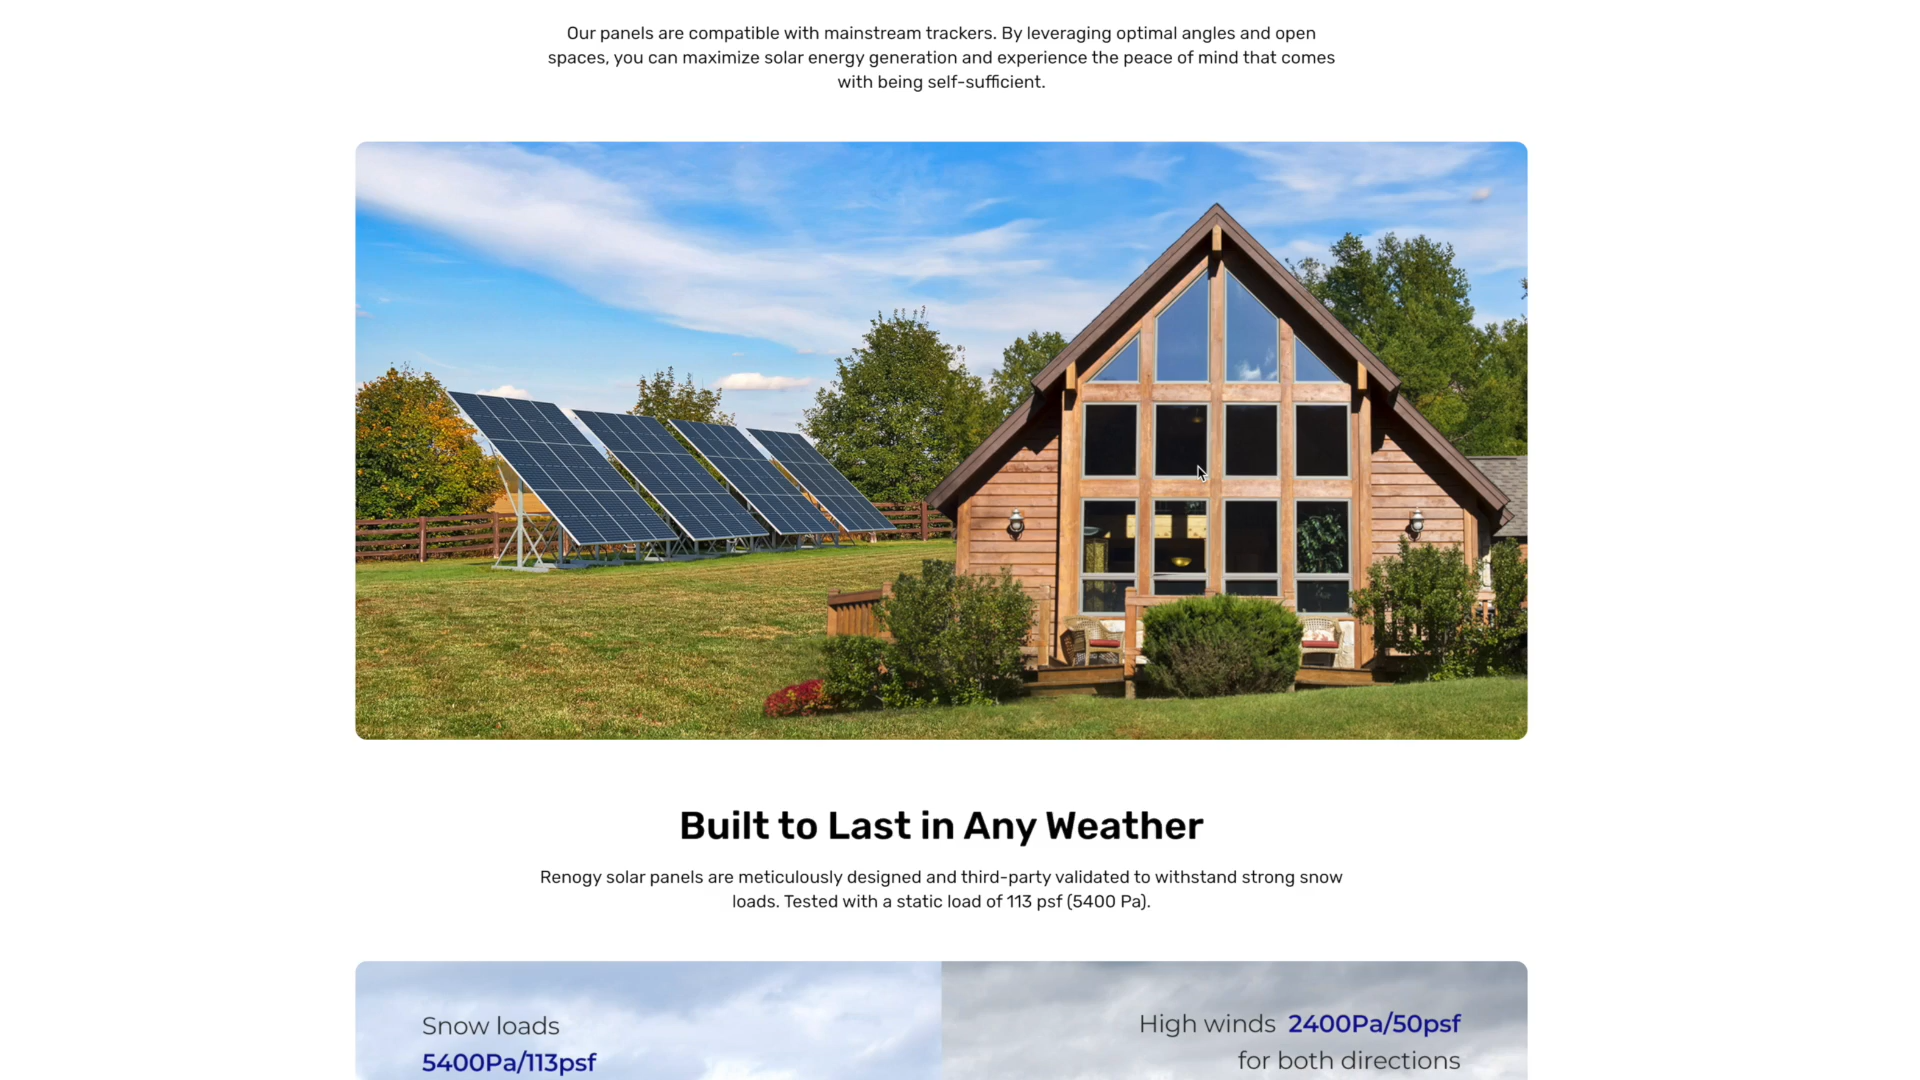 Our panels are compatible with mainstream trackers. By leveraging optimal angles and open
spaces, you can maximize solar energy generation and experience the peace of mind that comes
with being self-sufficient.
Built to Last in Any Weather
Renogy solar panels are meticulously designed and third-party validated to withstand strong snow
loads. Tested with a static load of 113 psf (5400 Pa).
Snow loads
5400Pa/113psf
High winds 2400Pa/50psf
for both directions